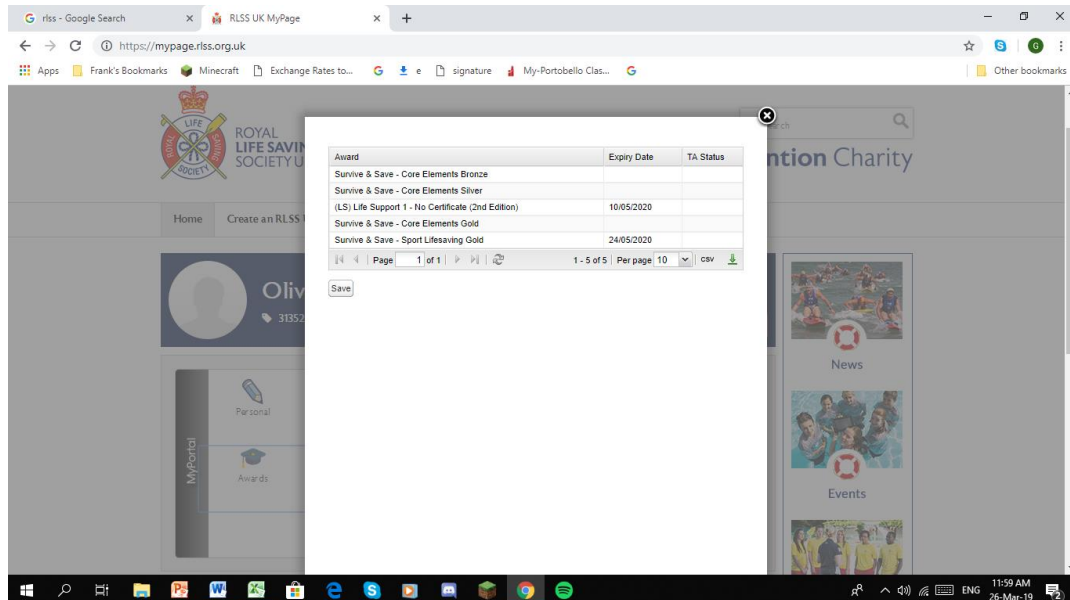 rlss - Google Search
RLSS UK MyPage
https://mypage.rlss.org.uk
Apps Frank's Bookmarks Minecraft Exchange Rates to... e signature My-Portobello Clas... Other bookmarks
LIFE
ROYAL
SOCIETY
ROYAL
LIFE SAVIN
SOCIETY U
ntion Charity
Home Create an RLSS
Award Expiry Date TA Status
Survive & Save - Core Elements Bronze
Survive & Save - Core Elements Silver
(LS) Life Support 1 - No Certificate (2nd Edition) 10/05/2020
Survive & Save - Core Elements Gold
Survive & Save - Sport Lifesaving Gold 24/05/2020
Page 1 of 1 1 - 5 of 5 Per page 10 csv
Save
Oliv
31352
MyPortal
Personal
Awards
News
Events
ENG 11:59 AM
26-Mar-19